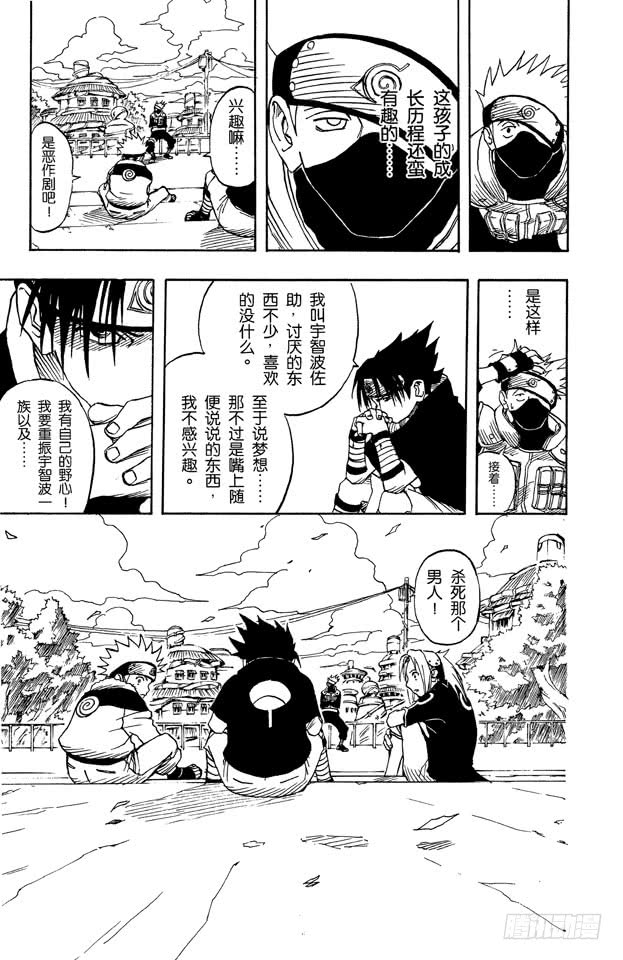 这孩子的成
长历程还蛮
有趣的……
兴趣嘛
……
是恶作剧吧！
是这样
……
接着……
我叫宇智波佐
助，讨厌的东
西不少，喜欢
的没什么。
至于说梦想……
那不过是嘴上随
便说说的东西，
我不感兴趣。
我有自己的野心！
我要重振宇智波一
族以及……
杀死那个
男人！
腾讯动漫